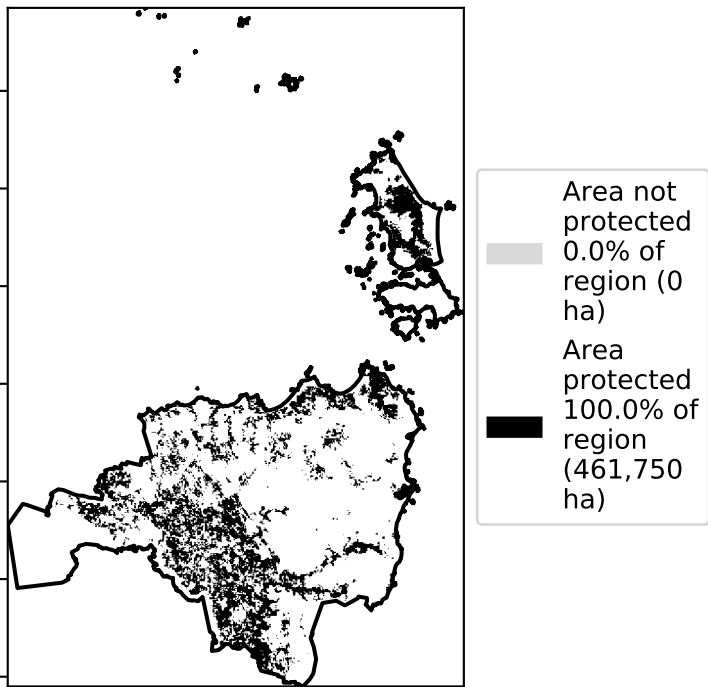 Area not
protected
0.0% of
region (0
ha)
Area
protected
100.0% of
region
(461,750
ha)